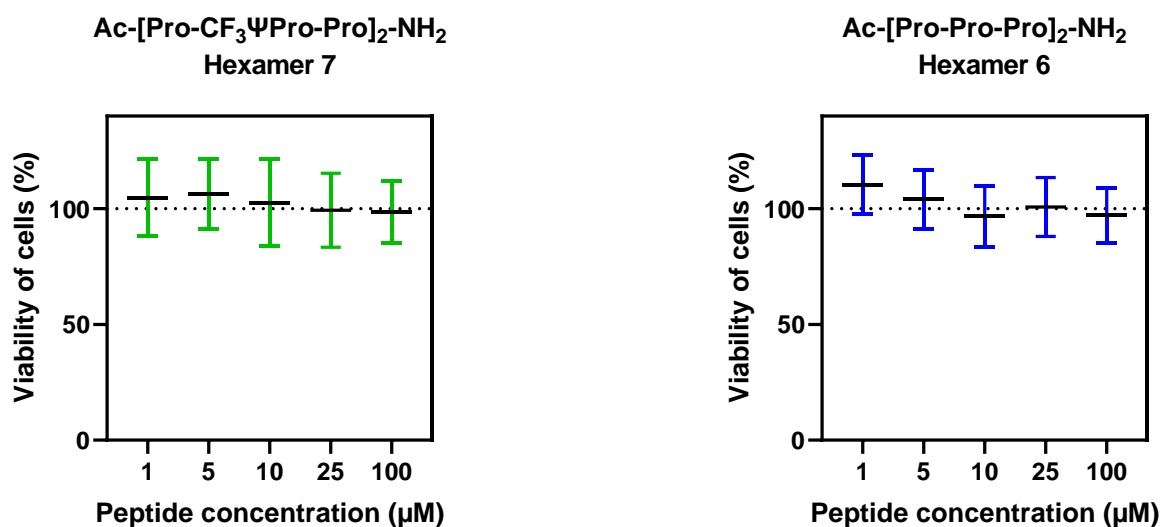 Ac-[Pro-CF₃ΨPro-Pro]₂-NH₂
Hexamer 7
Viability of cells (%)
100
50
0
1 5 10 25 100
Peptide concentration (µM)
Ac-[Pro-Pro-Pro]₂-NH₂
Hexamer 6
Viability of cells (%)
100
50
0
1 5 10 25 100
Peptide concentration (µM)